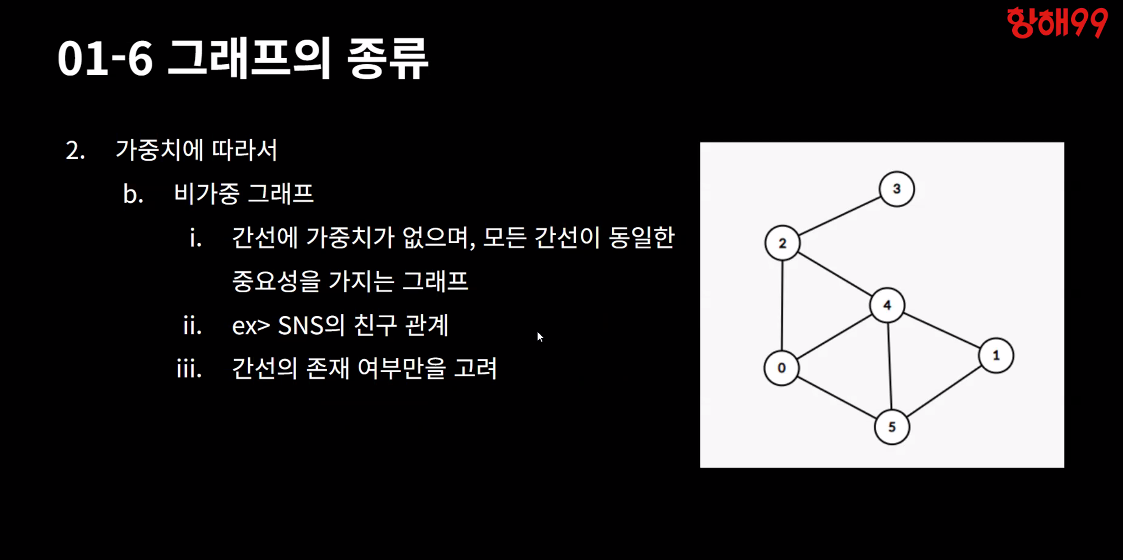 항해99
01-6 그래프의 종류
2. 가중치에 따라서
b. 비가중 그래프
i. 간선에 가중치가 없으며, 모든 간선이 동일한
중요성을 가지는 그래프
ii. ex> SNS의 친구 관계
iii. 간선의 존재 여부만을 고려
3
2
4
1
0
5